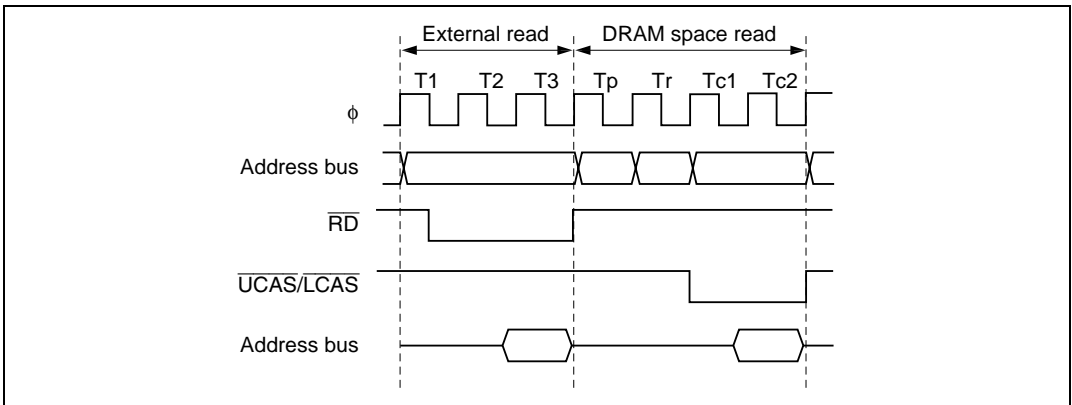 External read DRAM space read
T1 T2 T3 Tp Tr Tc1 Tc2
ϕ
Address bus
RD
UCAS/LCAS
Address bus